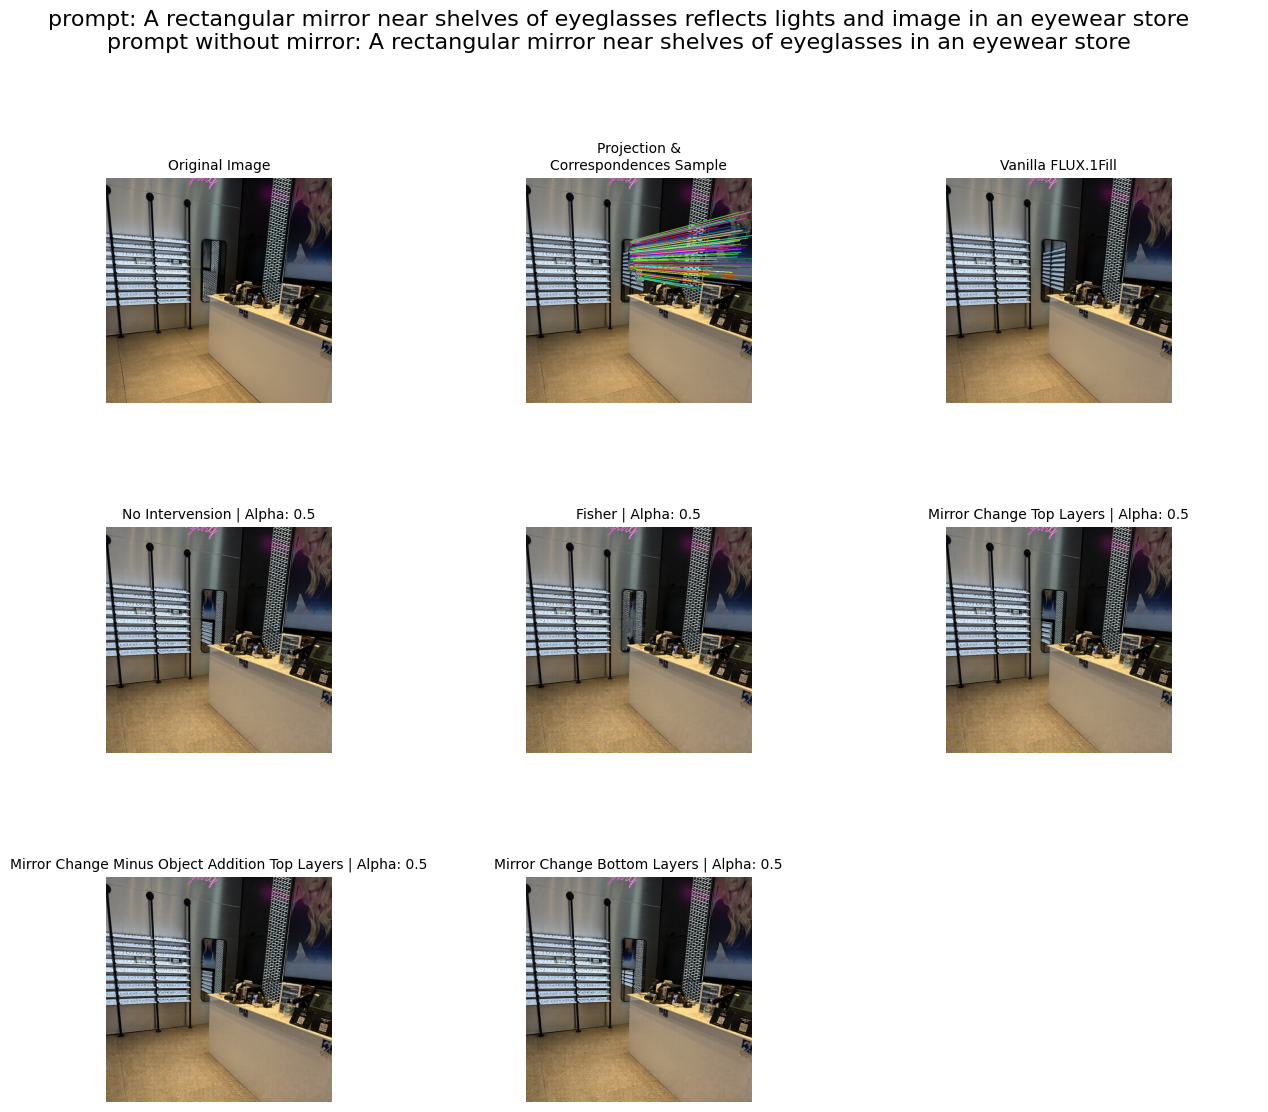 prompt: A rectangular mirror near shelves of eyeglasses reflects lights and image in an eyewear store
prompt without mirror: A rectangular mirror near shelves of eyeglasses in an eyewear store
Original Image
Projection &
Correspondences Sample
Vanilla FLUX.1Fill
No Intervension | Alpha: 0.5
Fisher | Alpha: 0.5
Mirror Change Top Layers | Alpha: 0.5
Mirror Change Minus Object Addition Top Layers | Alpha: 0.5
Mirror Change Bottom Layers | Alpha: 0.5